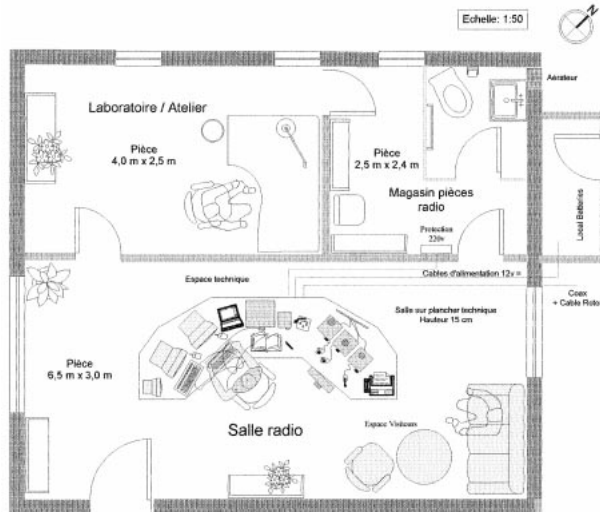 Echelle: 1:50
N
Aérateur
Laboratoire / Atelier
Pièce
4,0 m x 2,5 m
Pièce
2,5 m x 2,4 m
Magasin pièces
radio
Protection
220v
Local Batteries
Espace technique
Cables d'alimentation 12v =
Coax
+ Cable Rotor
Salle sur plancher technique
Hauteur 15 cm
Pièce
6,5 m x 3,0 m
Salle radio
Espace Visiteurs